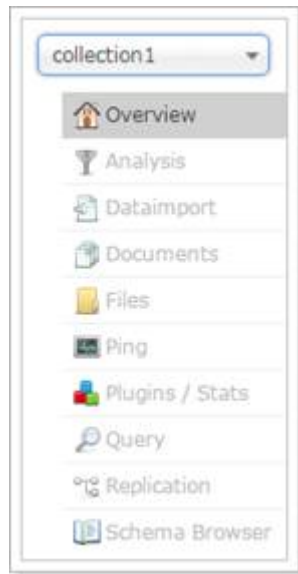 collection1
Overview
Analysis
Dataimport
Documents
Files
Ping
Plugins / Stats
Query
Replication
Schema Browser